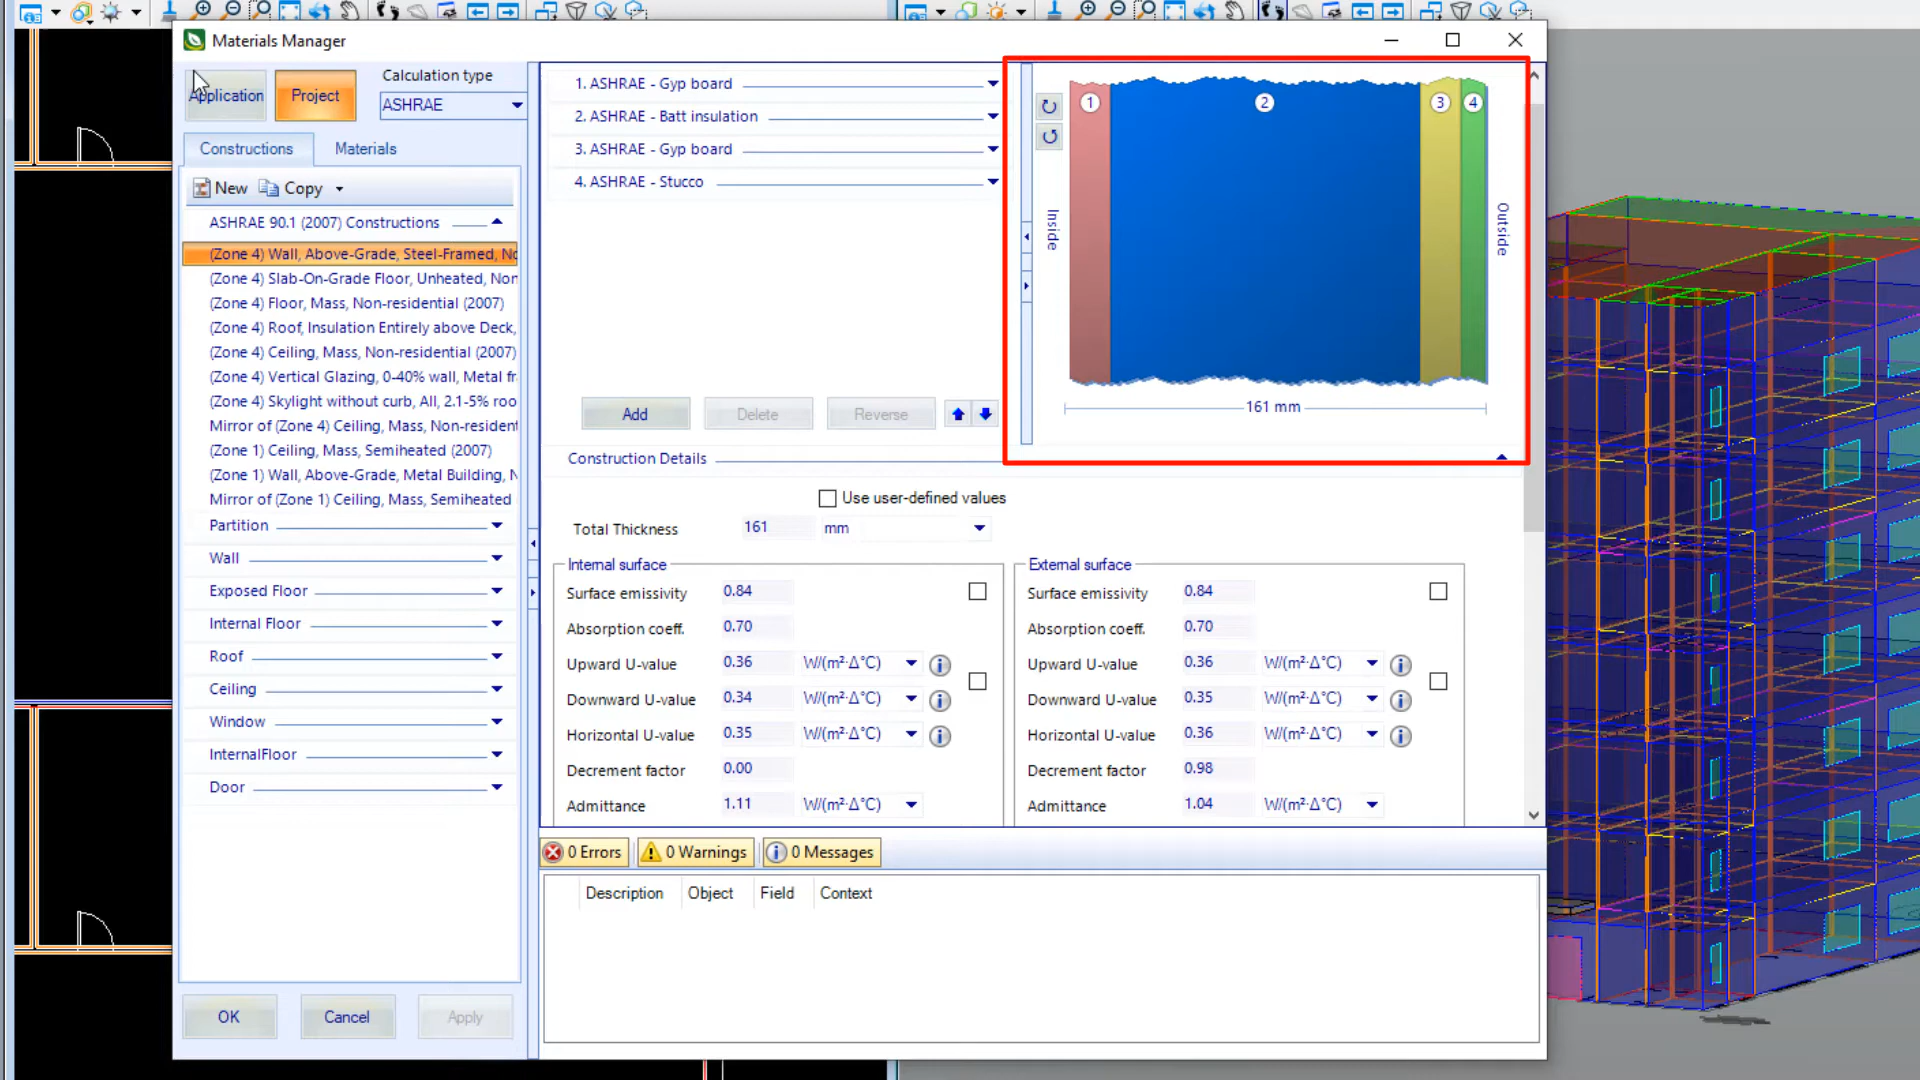 Materials Manager
Application
Project
Calculation type
ASHRAE
Constructions
Materials
New
Copy
ASHRAE 90.1 (2007) Constructions
(Zone 4) Wall, Above-Grade, Steel-Framed, No
(Zone 4) Slab-On-Grade Floor, Unheated, Non
(Zone 4) Floor, Mass, Non-residential (2007)
(Zone 4) Roof, Insulation Entirely above Deck,
(Zone 4) Ceiling, Mass, Non-residential (2007)
(Zone 4) Vertical Glazing, 0-40% wall, Metal fr
(Zone 4) Skylight without curb, All, 2.1-5% roo
Mirror of (Zone 4) Ceiling, Mass, Non-resident
(Zone 1) Ceiling, Mass, Semiheated (2007)
(Zone 1) Wall, Above-Grade, Metal Building, N
Mirror of (Zone 1) Ceiling, Mass, Semiheated
Partition
Wall
Exposed Floor
Internal Floor
Roof
Ceiling
Window
InternalFloor
Door
OK
Cancel
Apply
1. ASHRAE - Gyp board
2. ASHRAE - Batt insulation
3. ASHRAE - Gyp board
4. ASHRAE - Stucco
Add
Delete
Reverse
1
2
3
4
Inside
Outside
161 mm
Construction Details
Use user-defined values
Total Thickness 161 mm
Internal surface
Surface emissivity 0.84
Absorption coeff. 0.70
Upward U-value 0.36 W/(m²·Δ°C)
Downward U-value 0.34 W/(m²·Δ°C)
Horizontal U-value 0.35 W/(m²·Δ°C)
Decrement factor 0.00
Admittance 1.11 W/(m²·Δ°C)
External surface
Surface emissivity 0.84
Absorption coeff. 0.70
Upward U-value 0.36 W/(m²·Δ°C)
Downward U-value 0.35 W/(m²·Δ°C)
Horizontal U-value 0.36 W/(m²·Δ°C)
Decrement factor 0.98
Admittance 1.04 W/(m²·Δ°C)
0 Errors
0 Warnings
0 Messages
Description
Object
Field
Context